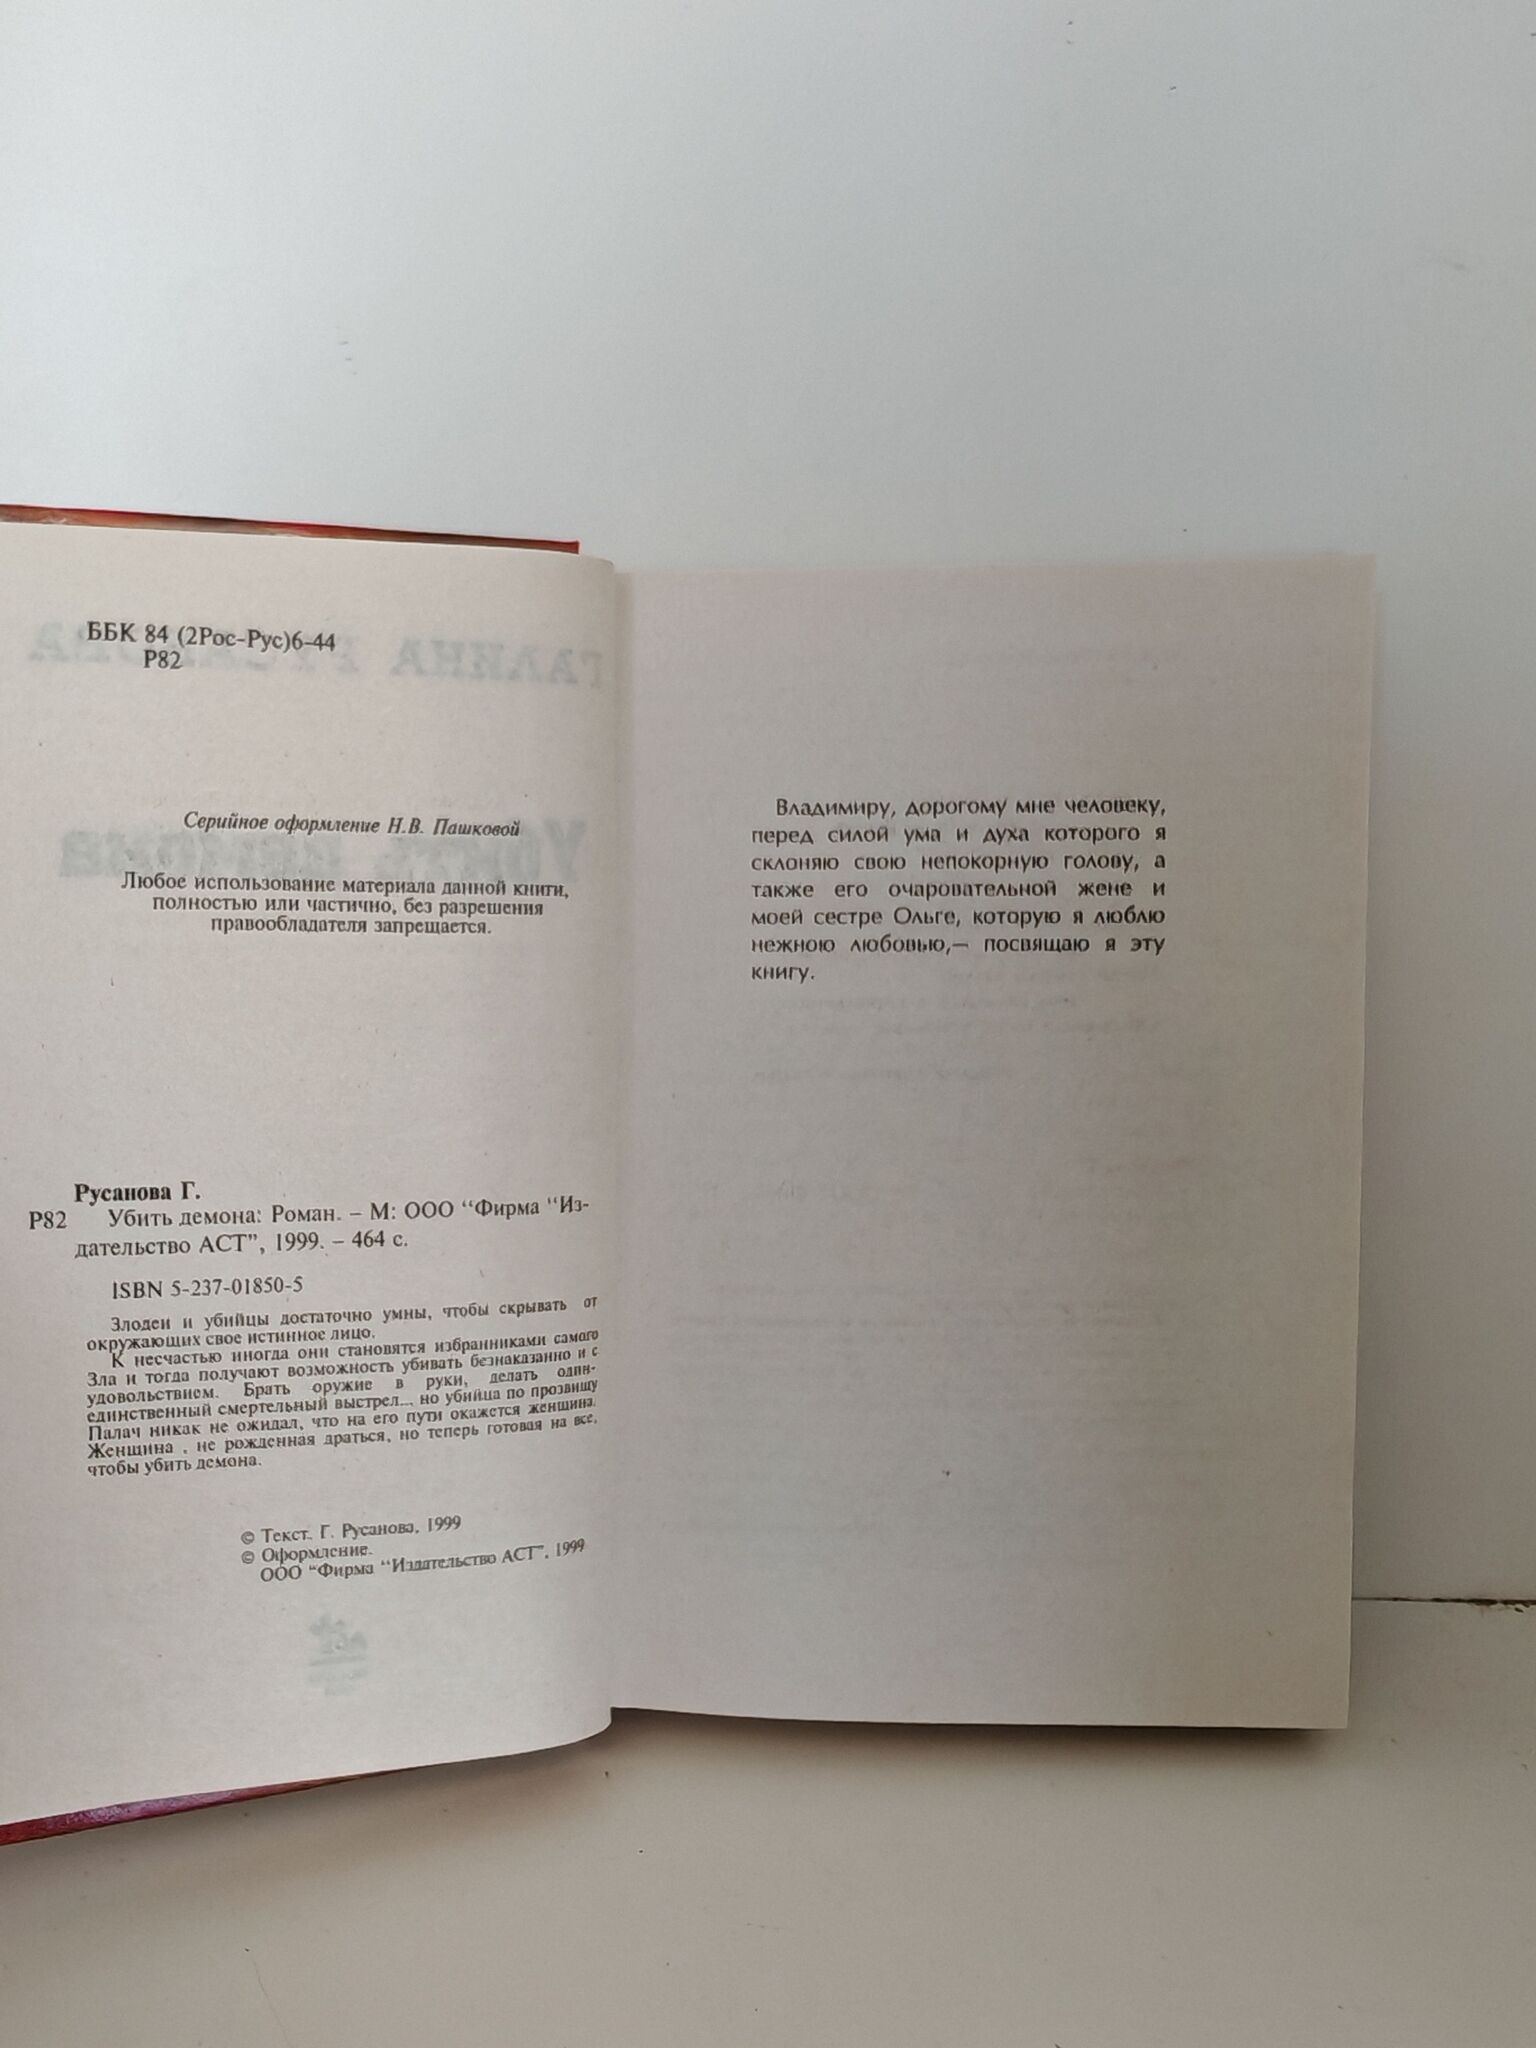 ББК 84 (2Рос-Рус)6-44
Р82
Серийное оформление Н.В. Пашковой
Любое использование материала данной книги,
полностью или частично, без разрешения
правообладателя запрещается.
Русанова Г.
Р82 Убить демона: Роман. – М: ООО “Фирма “Из-
дательство АСТ”, 1999. – 464 с.
ISBN 5-237-01850-5
Злодеи и убийцы достаточно умны, чтобы скрывать от
окружающих свое истинное лицо.
К несчастью иногда они становятся избранниками самого
Зла и тогда получают возможность убивать безнаказанно и с
удовольствием. Брать оружие в руки, делать один-
единственный смертельный выстрел... но убийца по прозвищу
Палач никак не ожидал, что на его пути окажется женщина.
Женщина , не рожденная драться, но теперь готовая на все,
чтобы убить демона.
© Текст. Г. Русанова, 1999
© Оформление.
ООО “Фирма “Издательство АСТ”, 1999
Владимиру, дорогому мне человеку,
перед силой ума и духа которого я
склоняю свою непокорную голову, а
также его очаровательной жене и
моей сестре Ольге, которую я люблю
нежною любовью,— посвящаю я эту
книгу.